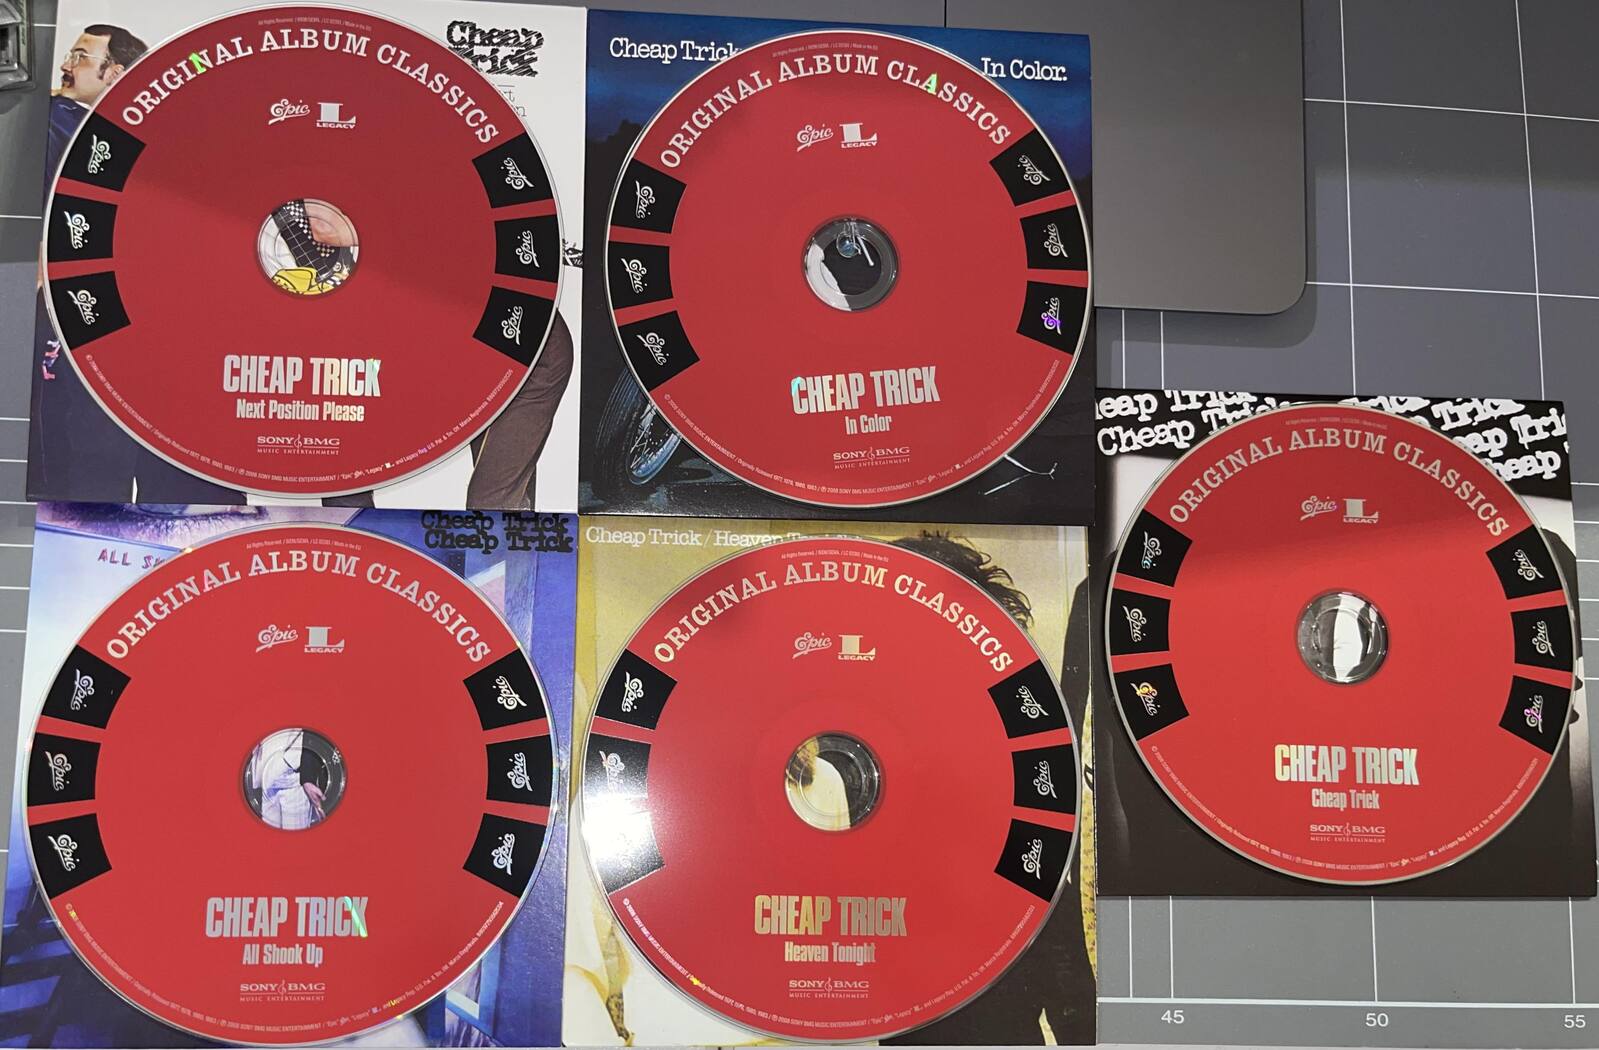 Cheap
Trick
ORIGINAL ALBUM CLASSICS
Epic
L
LEGACY
Epic
Epic
Epic
Epic
Epic
Epic
CHEAP TRICK
Next Position Please
SONY BMG
MUSIC ENTERTAINMENT
Cheap Trick
In Color.
ORIGINAL ALBUM CLASSICS
Epic
L
LEGACY
Epic
Epic
Epic
Epic
Epic
Epic
CHEAP TRICK
In Color
SONY BMG
MUSIC ENTERTAINMENT
Cheap Trick
Cheap Trick
ALL
ORIGINAL ALBUM CLASSICS
Epic
L
LEGACY
Epic
Epic
Epic
Epic
Epic
Epic
CHEAP TRICK
All Shook Up
SONY BMG
MUSIC ENTERTAINMENT
Cheap Trick/Heaven
ORIGINAL ALBUM CLASSICS
Epic
L
LEGACY
Epic
Epic
Epic
Epic
Epic
Epic
CHEAP TRICK
Heaven Tonight
SONY BMG
MUSIC ENTERTAINMENT
Cheap
ORIGINAL ALBUM CLASSICS
Epic
L
LEGACY
Epic
Epic
Epic
Epic
Epic
Epic
CHEAP TRICK
Cheap Trick
SONY BMG
MUSIC ENTERTAINMENT
45 50 55